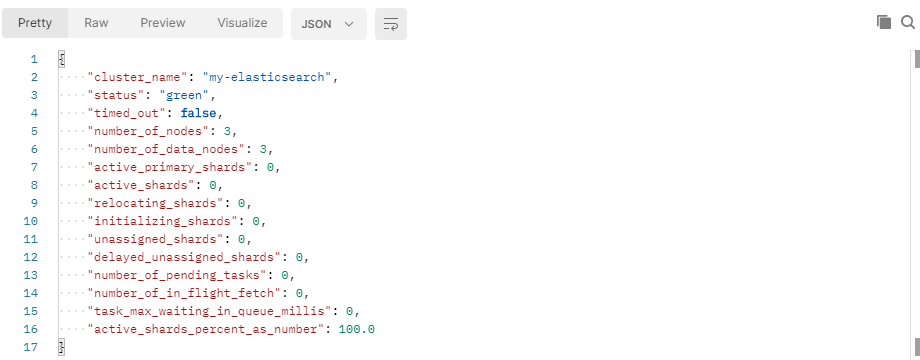 Pretty Raw Preview Visualize JSON
1 {
2 "cluster_name": "my-elasticsearch",
3 "status": "green",
4 "timed_out": false,
5 "number_of_nodes": 3,
6 "number_of_data_nodes": 3,
7 "active_primary_shards": 0,
8 "active_shards": 0,
9 "relocating_shards": 0,
10 "initializing_shards": 0,
11 "unassigned_shards": 0,
12 "delayed_unassigned_shards": 0,
13 "number_of_pending_tasks": 0,
14 "number_of_in_flight_fetch": 0,
15 "task_max_waiting_in_queue_millis": 0,
16 "active_shards_percent_as_number": 100.0
17 }